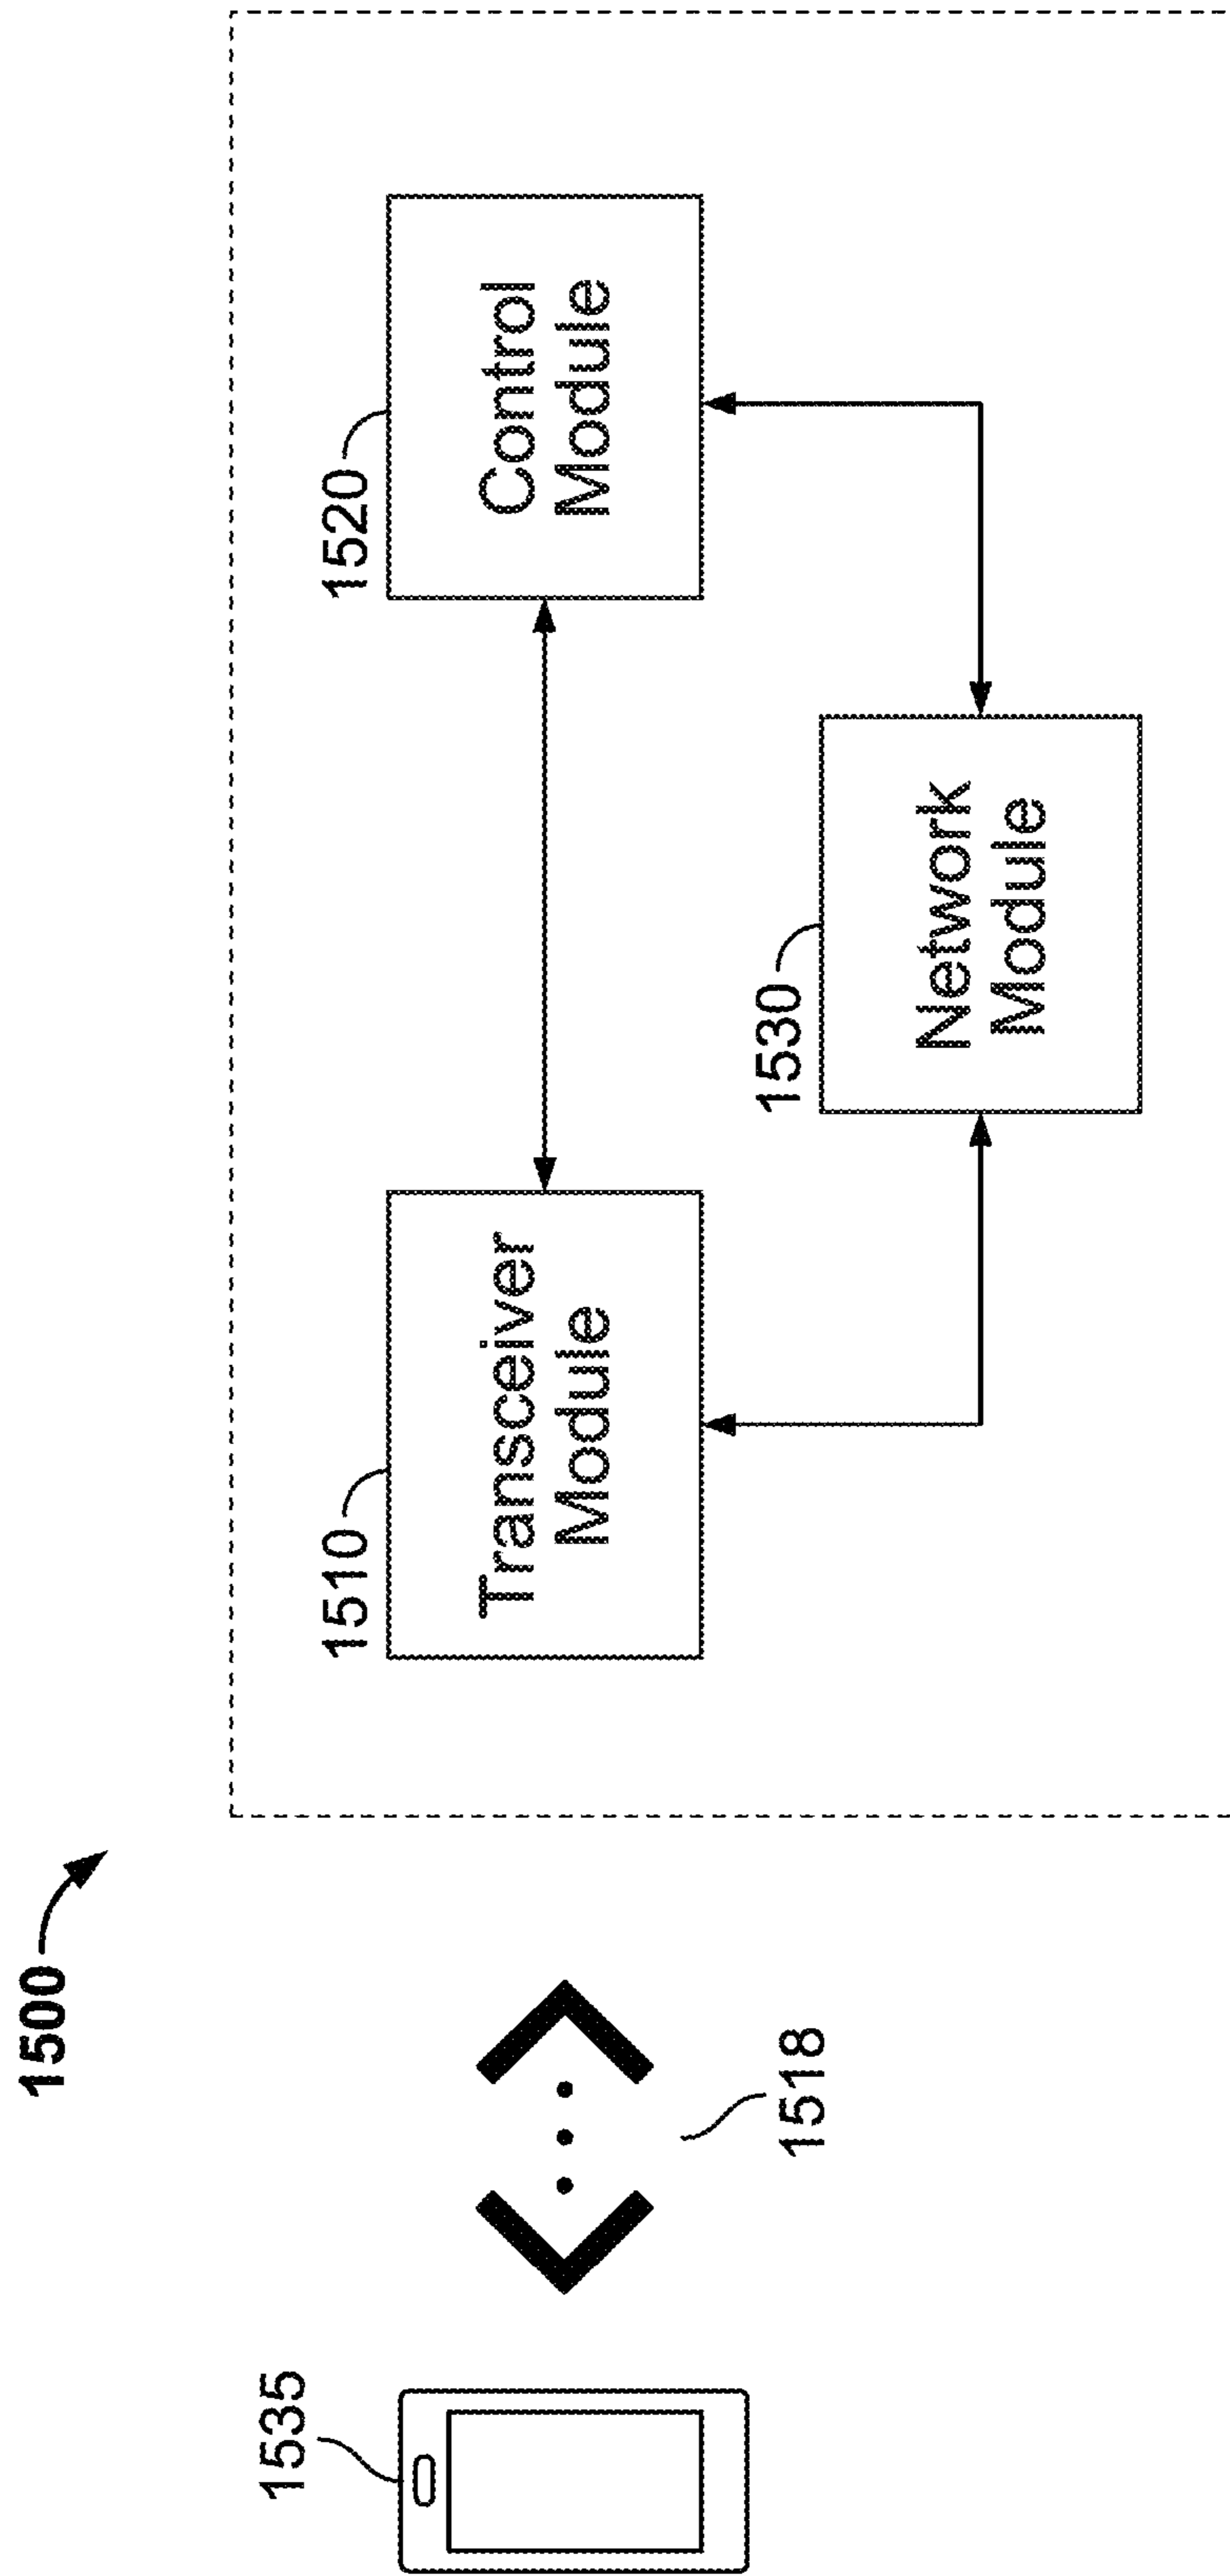 1500
1535
1518
1510
Transceiver
Module
1520
Control
Module
1530
Network
Module